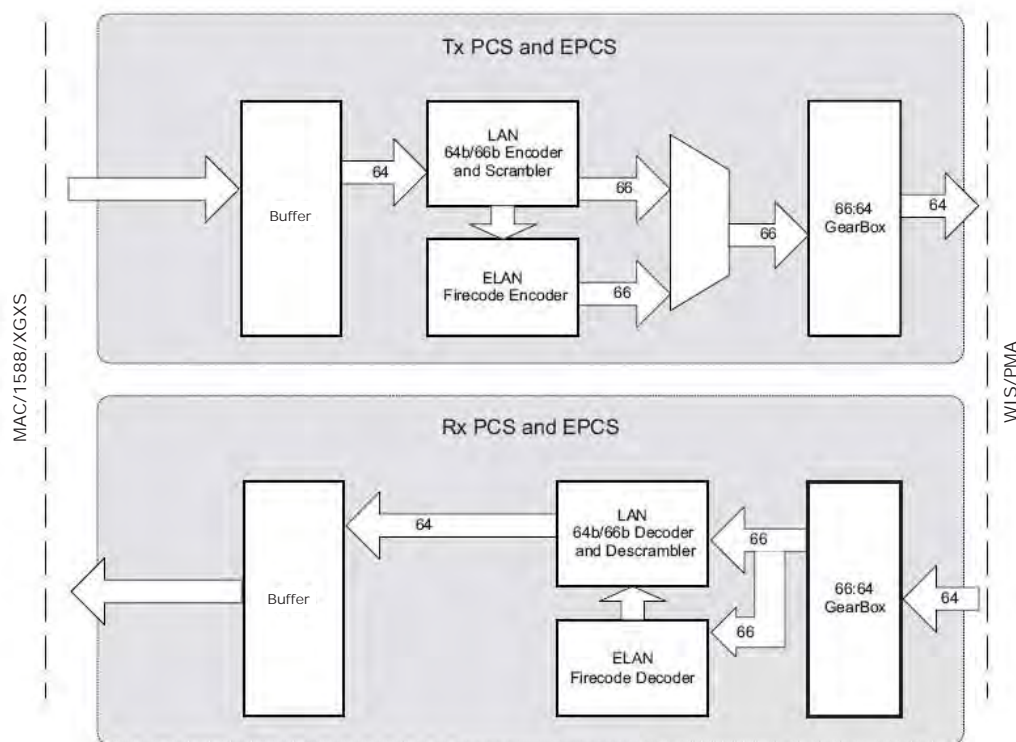 Tx PCS and EPCS
MAC/1588/XGXS
Buffer
64
LAN
64b/66b Encoder
and Scrambler
66
ELAN
Firecode Encoder
66
66
66:64
GearBox
64
WIS/PMA
Rx PCS and EPCS
Buffer
64
LAN
64b/66b Decoder
and Descrambler
66
ELAN
Firecode Decoder
66
66:64
GearBox
64